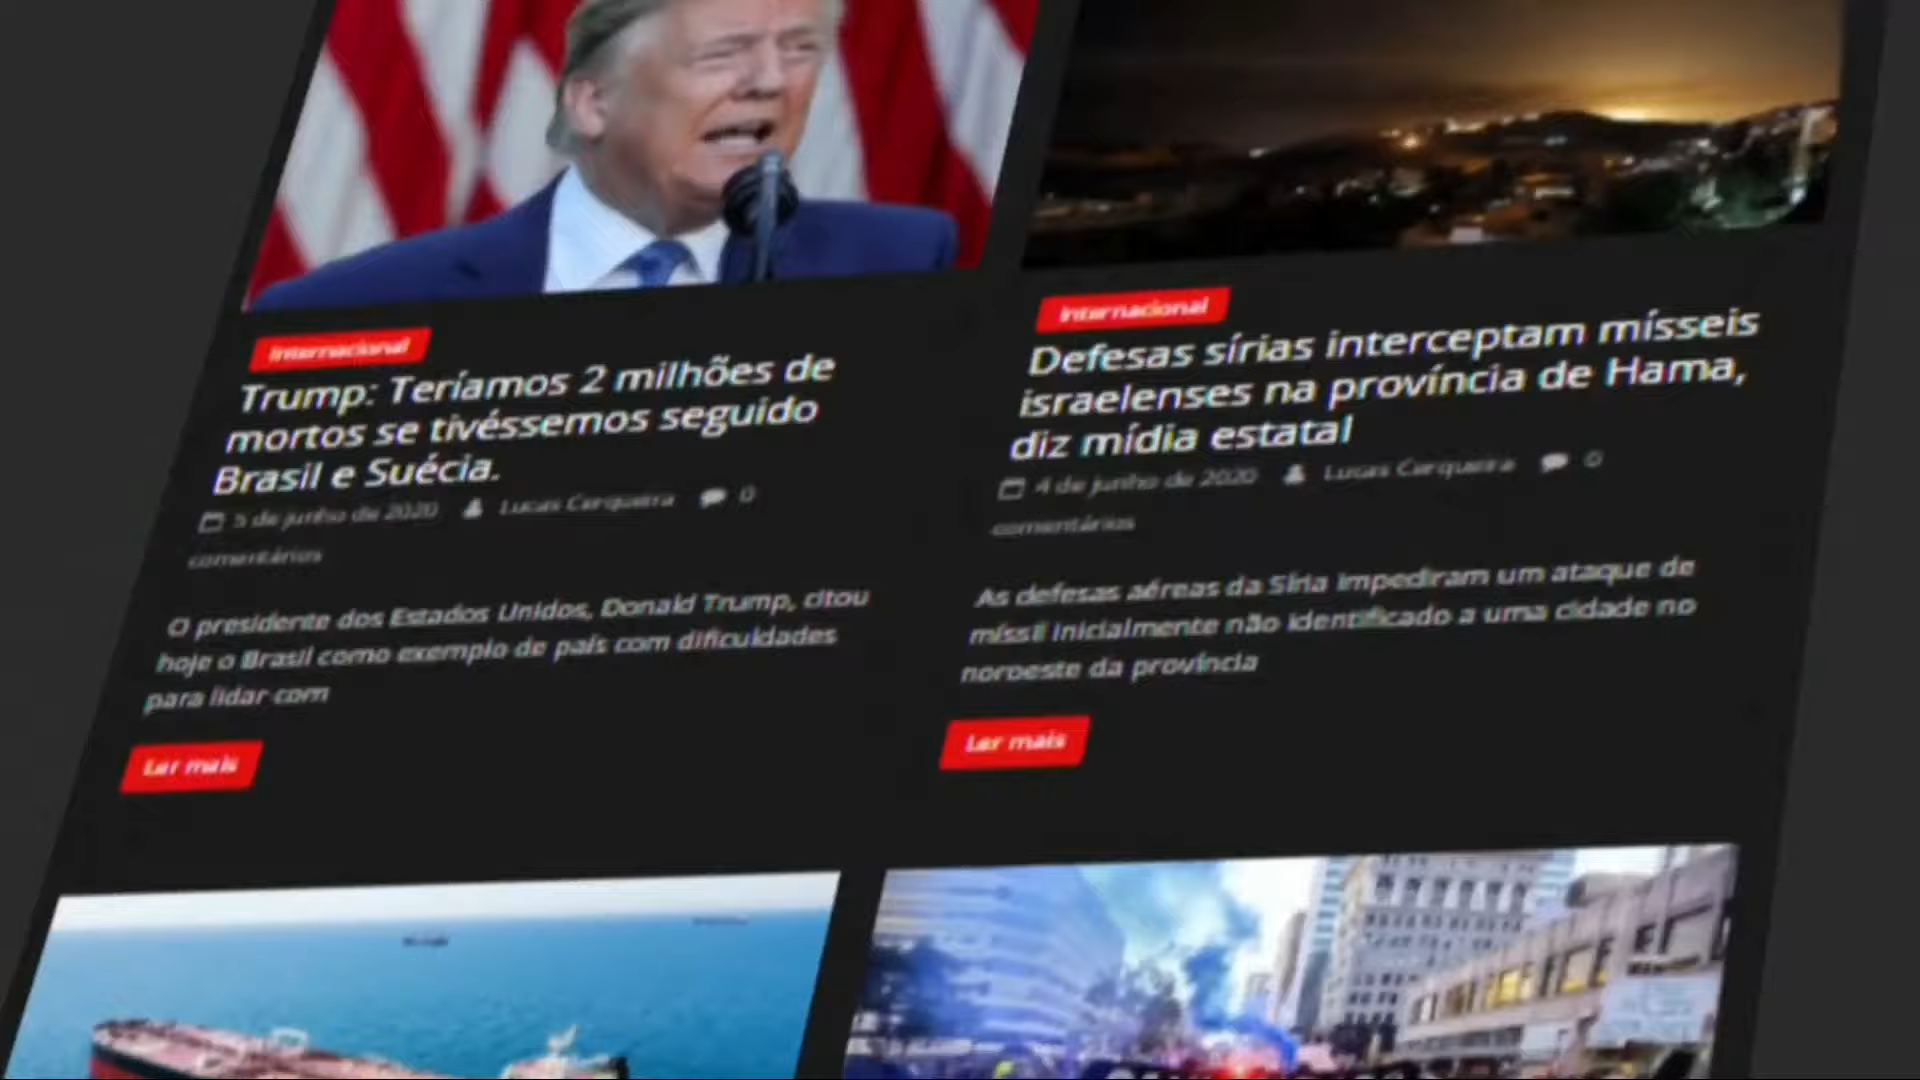 Internacional
Trump: Teríamos 2 milhões de
mortos se tivéssemos seguido
Brasil e Suécia.
5 de junho de 2020 Lucas Cerqueira 0
comentários
O presidente dos Estados Unidos, Donald Trump, citou
hoje o Brasil como exemplo de país com dificuldades
para lidar com
Ler mais
Internacional
Defesas sírias interceptam mísseis
israelenses na província de Hama,
diz mídia estatal
4 de junho de 2020 Lucas Cerqueira 0
comentários
As defesas aéreas da Síria impediram um ataque de
míssil inicialmente não identificado a uma cidade no
noroeste da província
Ler mais